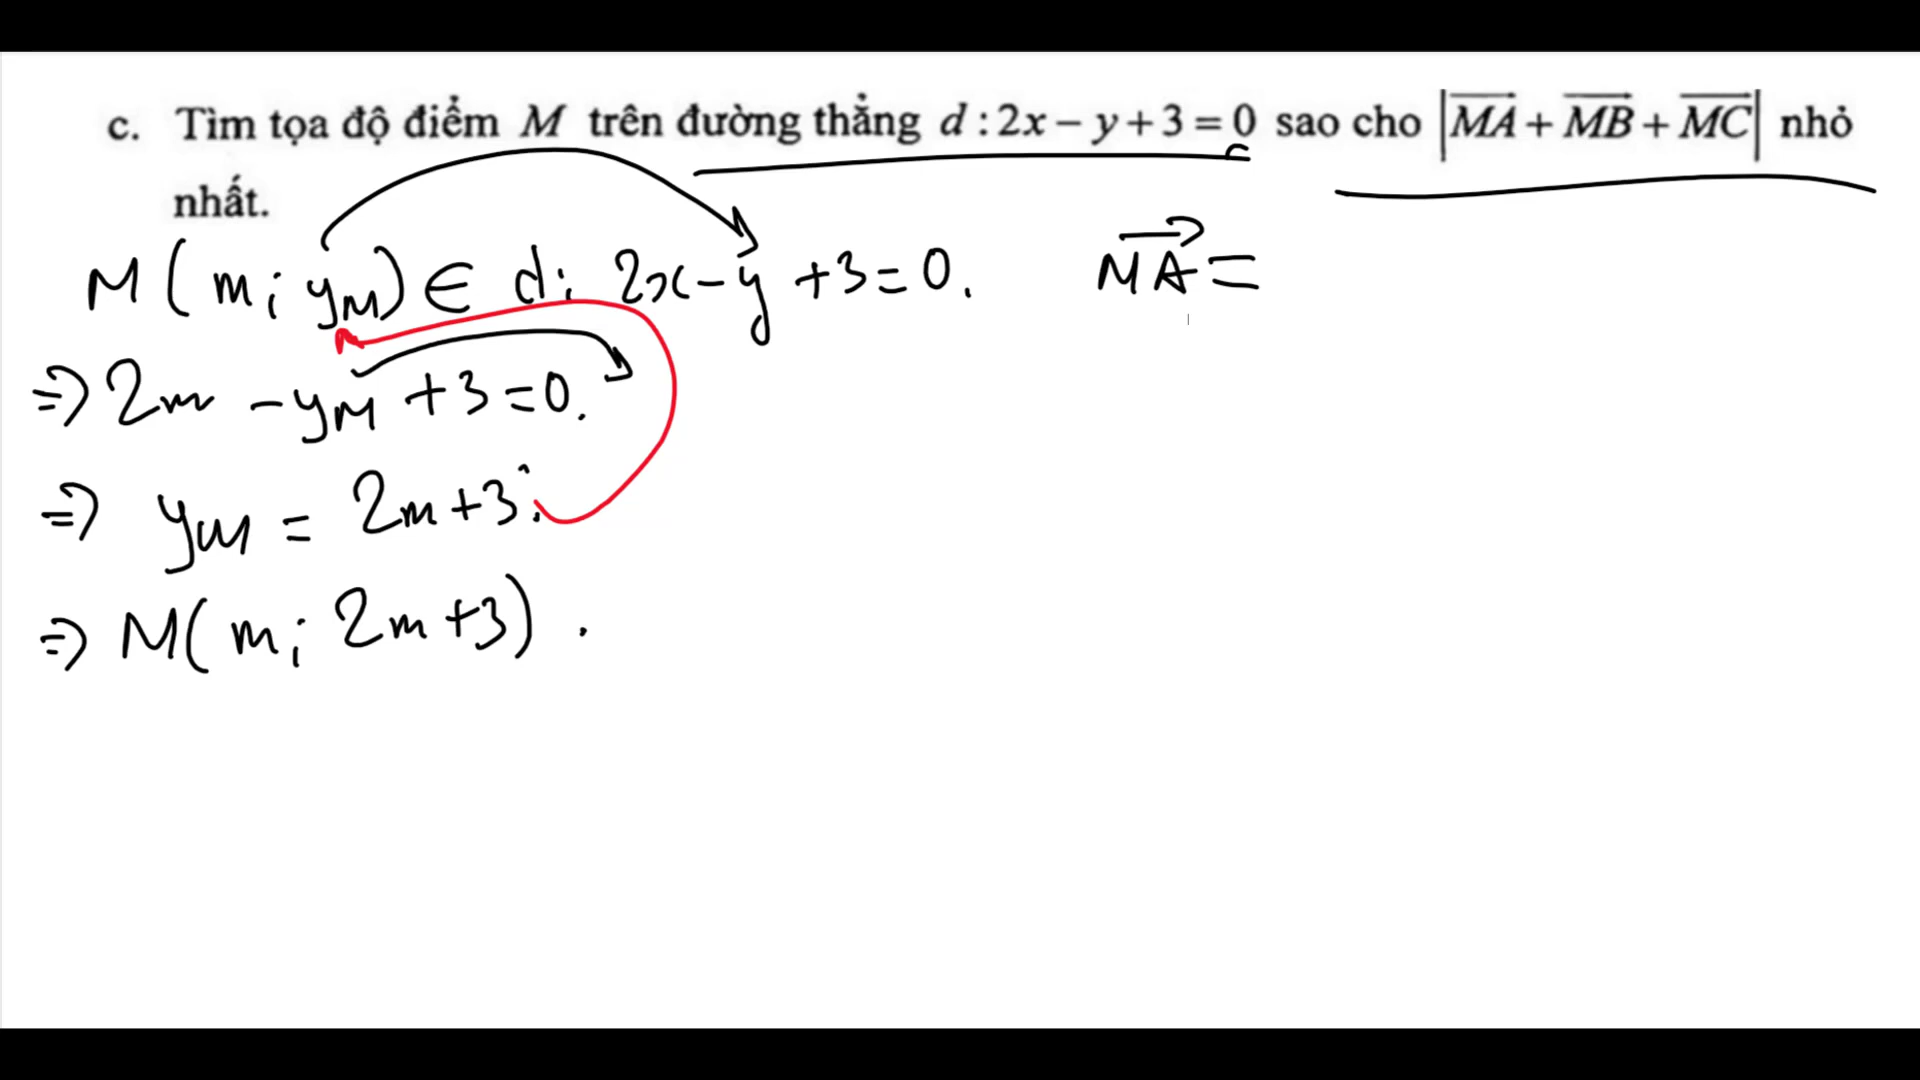 c. Tìm tọa độ điểm M trên đường thẳng d : 2x − y + 3 = 0 sao cho |MA⃗ + MB⃗ + MC⃗| nhỏ
nhất.
M(m; yM) ∈ d: 2x − y + 3 = 0. MA⃗ =
⇒ 2m − yM + 3 = 0.
⇒ yM = 2m + 3.
⇒ M(m; 2m + 3).